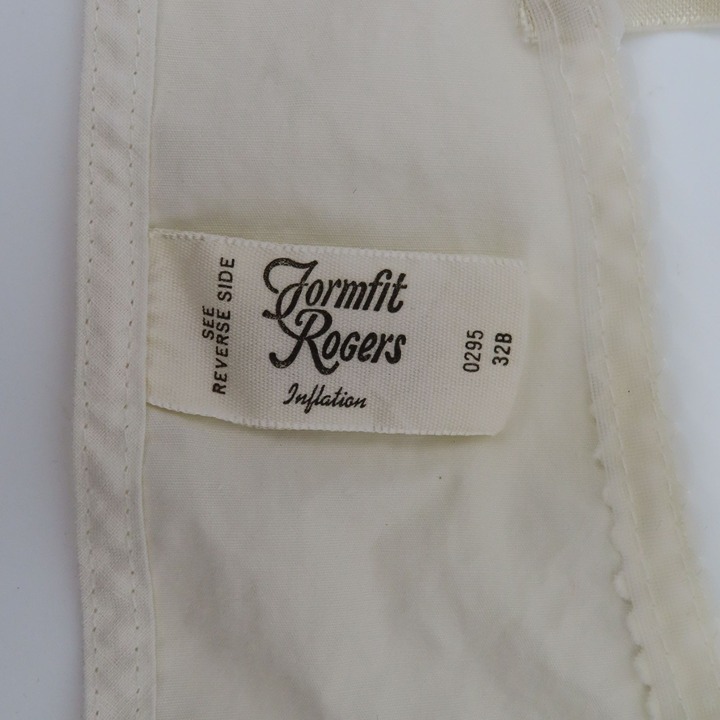 SEE
REVERSE SIDE
Formfit
Rogers
Inflation
0295
32B